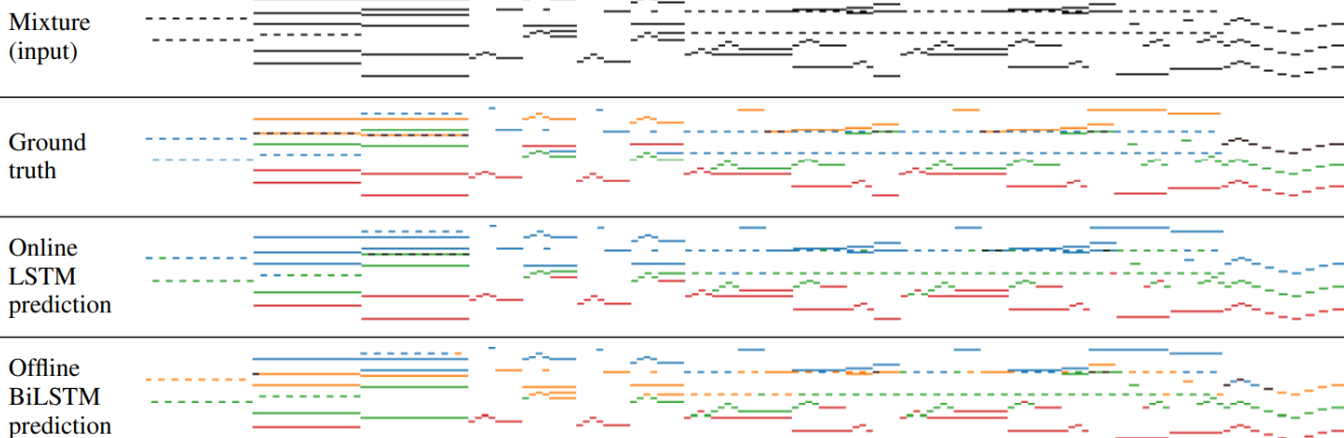 Mixture
(input)
Ground
truth
Online
LSTM
prediction
Offline
BiLSTM
prediction